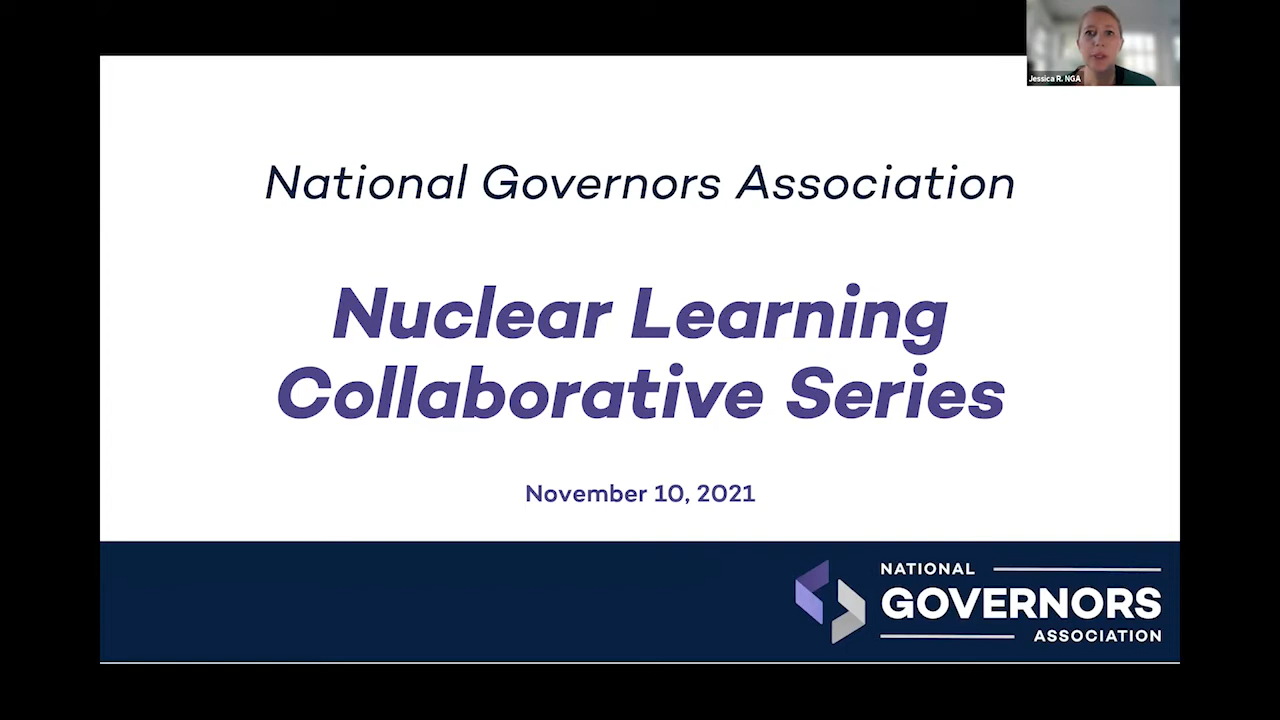 Jessica R. NGA
National Governors Association
Nuclear Learning
Collaborative Series
November 10, 2021
NATIONAL
GOVERNORS
ASSOCIATION